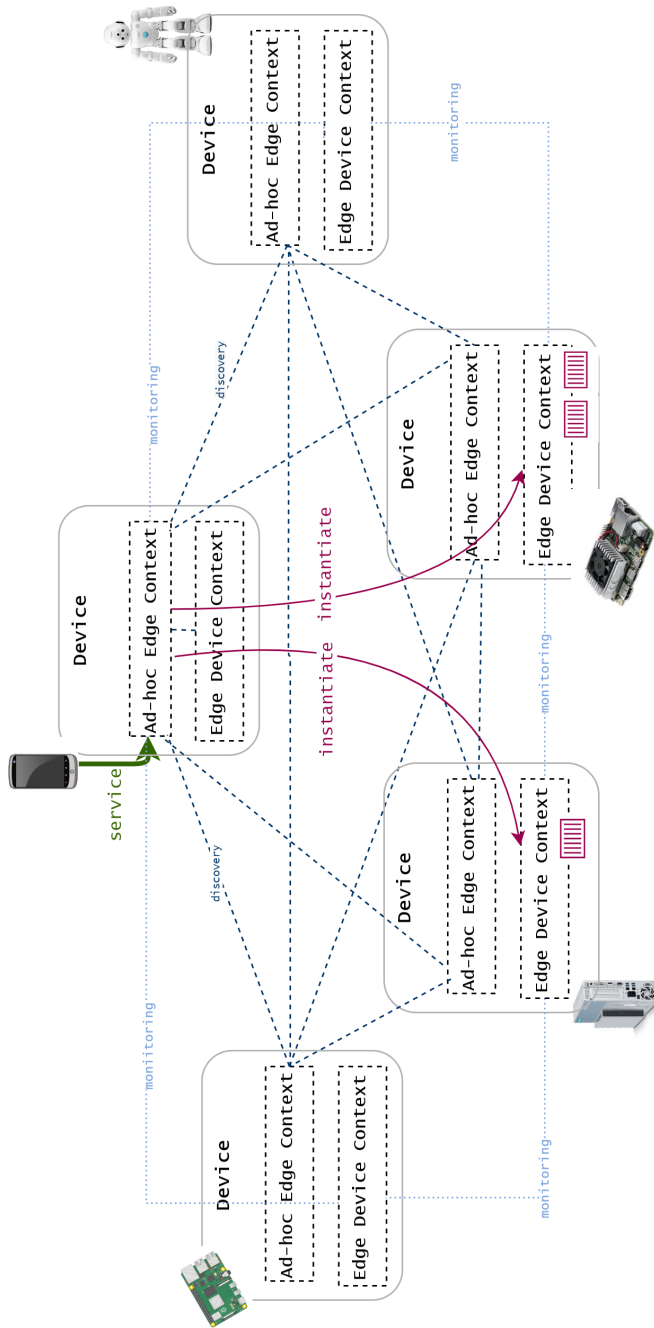 Device
service
moniitoring
Ad-hoc Edge Context
monitoring
discovery
Edge Device Context
discovery
Device
Ad-hoc Edge Context
Edge Device Context
Device
Ad-hoc Edge Context
Edge Device Context
instantiate
instantiate
monitoring
Device
Ad-hoc Edge Context
Edge Device Context
Device
Ad-hoc Edge Context
Edge Device Context
monitoring
monitoring